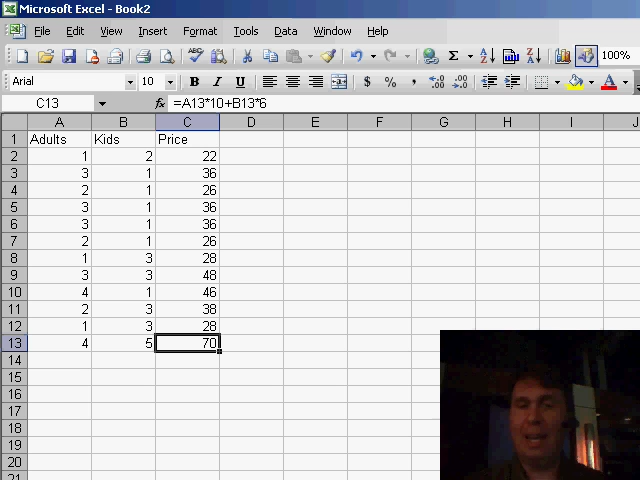 Microsoft Excel - Book2
File Edit View Insert Format Tools Data Window Help
100%
Arial 10 B I U $ % , .00 .0 A
C13 fx =A13*10+B13*6
A B C D E F G H I J
1 Adults Kids Price
2 1 2 22
3 3 1 36
4 2 1 26
5 3 1 36
6 3 1 36
7 2 1 26
8 1 3 28
9 3 3 48
10 4 1 46
11 2 3 38
12 1 3 28
13 4 5 70
14
15
16
17
18
19
20
21